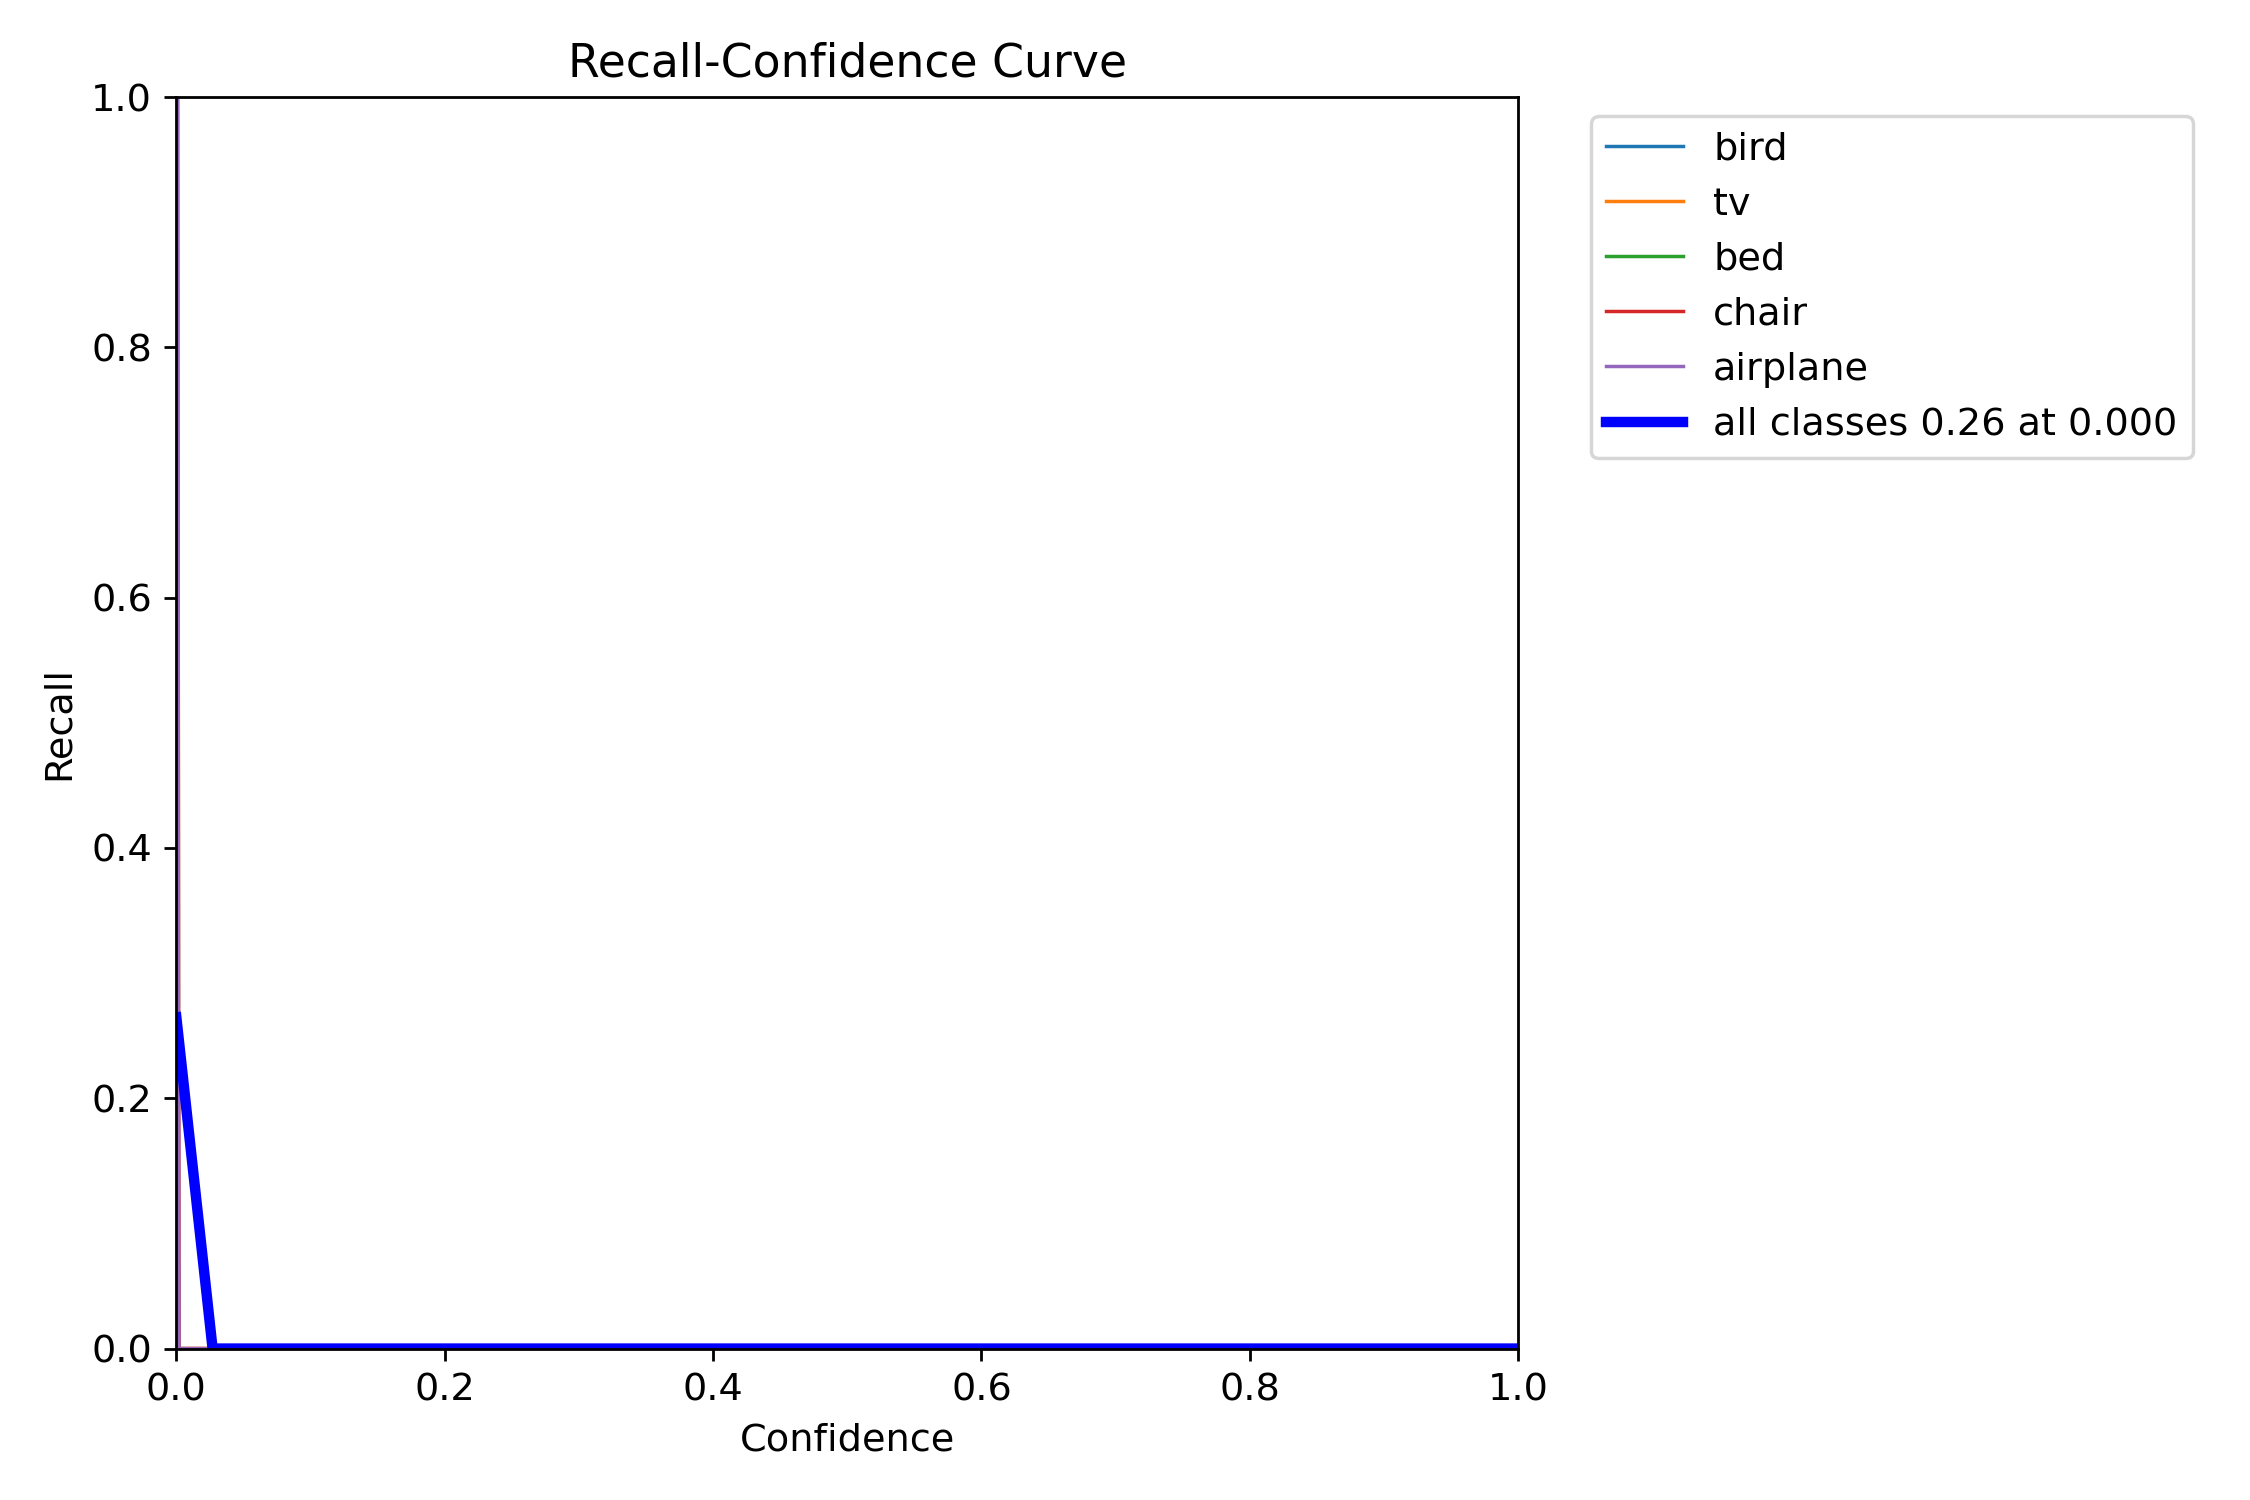 Recall-Confidence Curve
1.0
0.8
0.6
0.4
0.2
0.0
Recall
0.0 0.2 0.4 0.6 0.8 1.0
Confidence
bird
tv
bed
chair
airplane
all classes 0.26 at 0.000